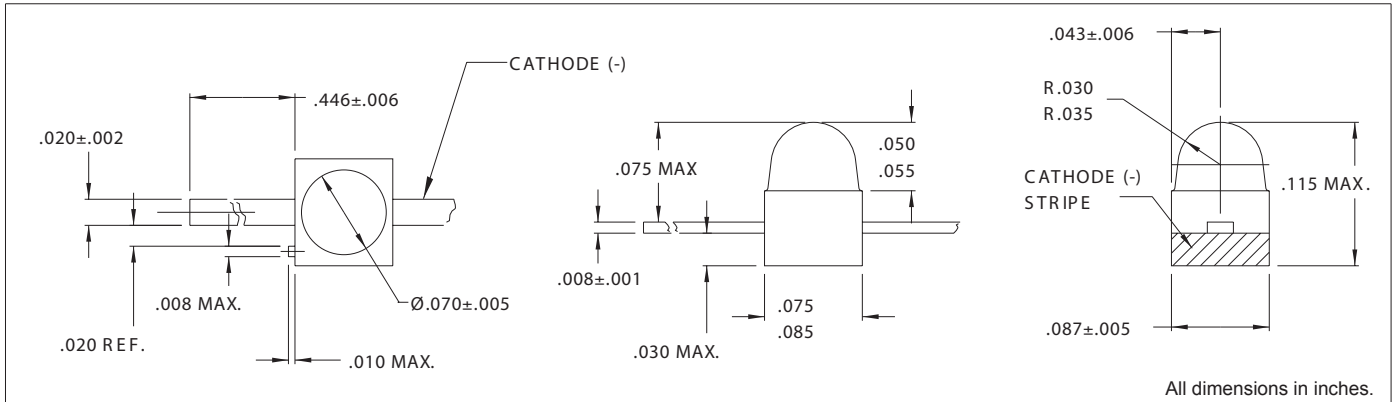 CATHODE (-)
.446±.006
.020±.002
.008 MAX.
Ø.070±.005
.020 REF.
.010 MAX.
.075 MAX
.050
.055
.008±.001
.075
.085
.030 MAX.
.043±.006
R.030
R.035
CATHODE (-)
STRIPE
.115 MAX.
.087±.005
All dimensions in inches.